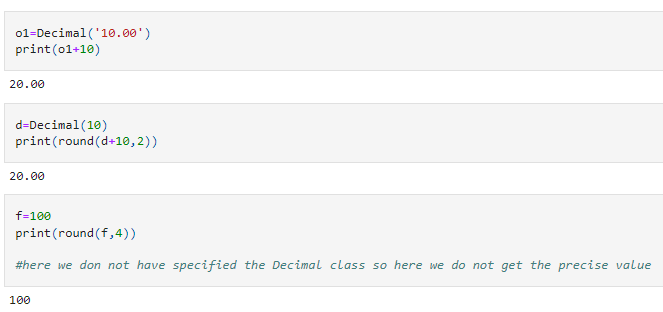 o1=Decimal('10.00')
print(o1+10)
20.00
d=Decimal(10)
print(round(d+10,2))
20.00
f=100
print(round(f,4))
#here we don not have specified the Decimal class so here we do not get the precise value
100